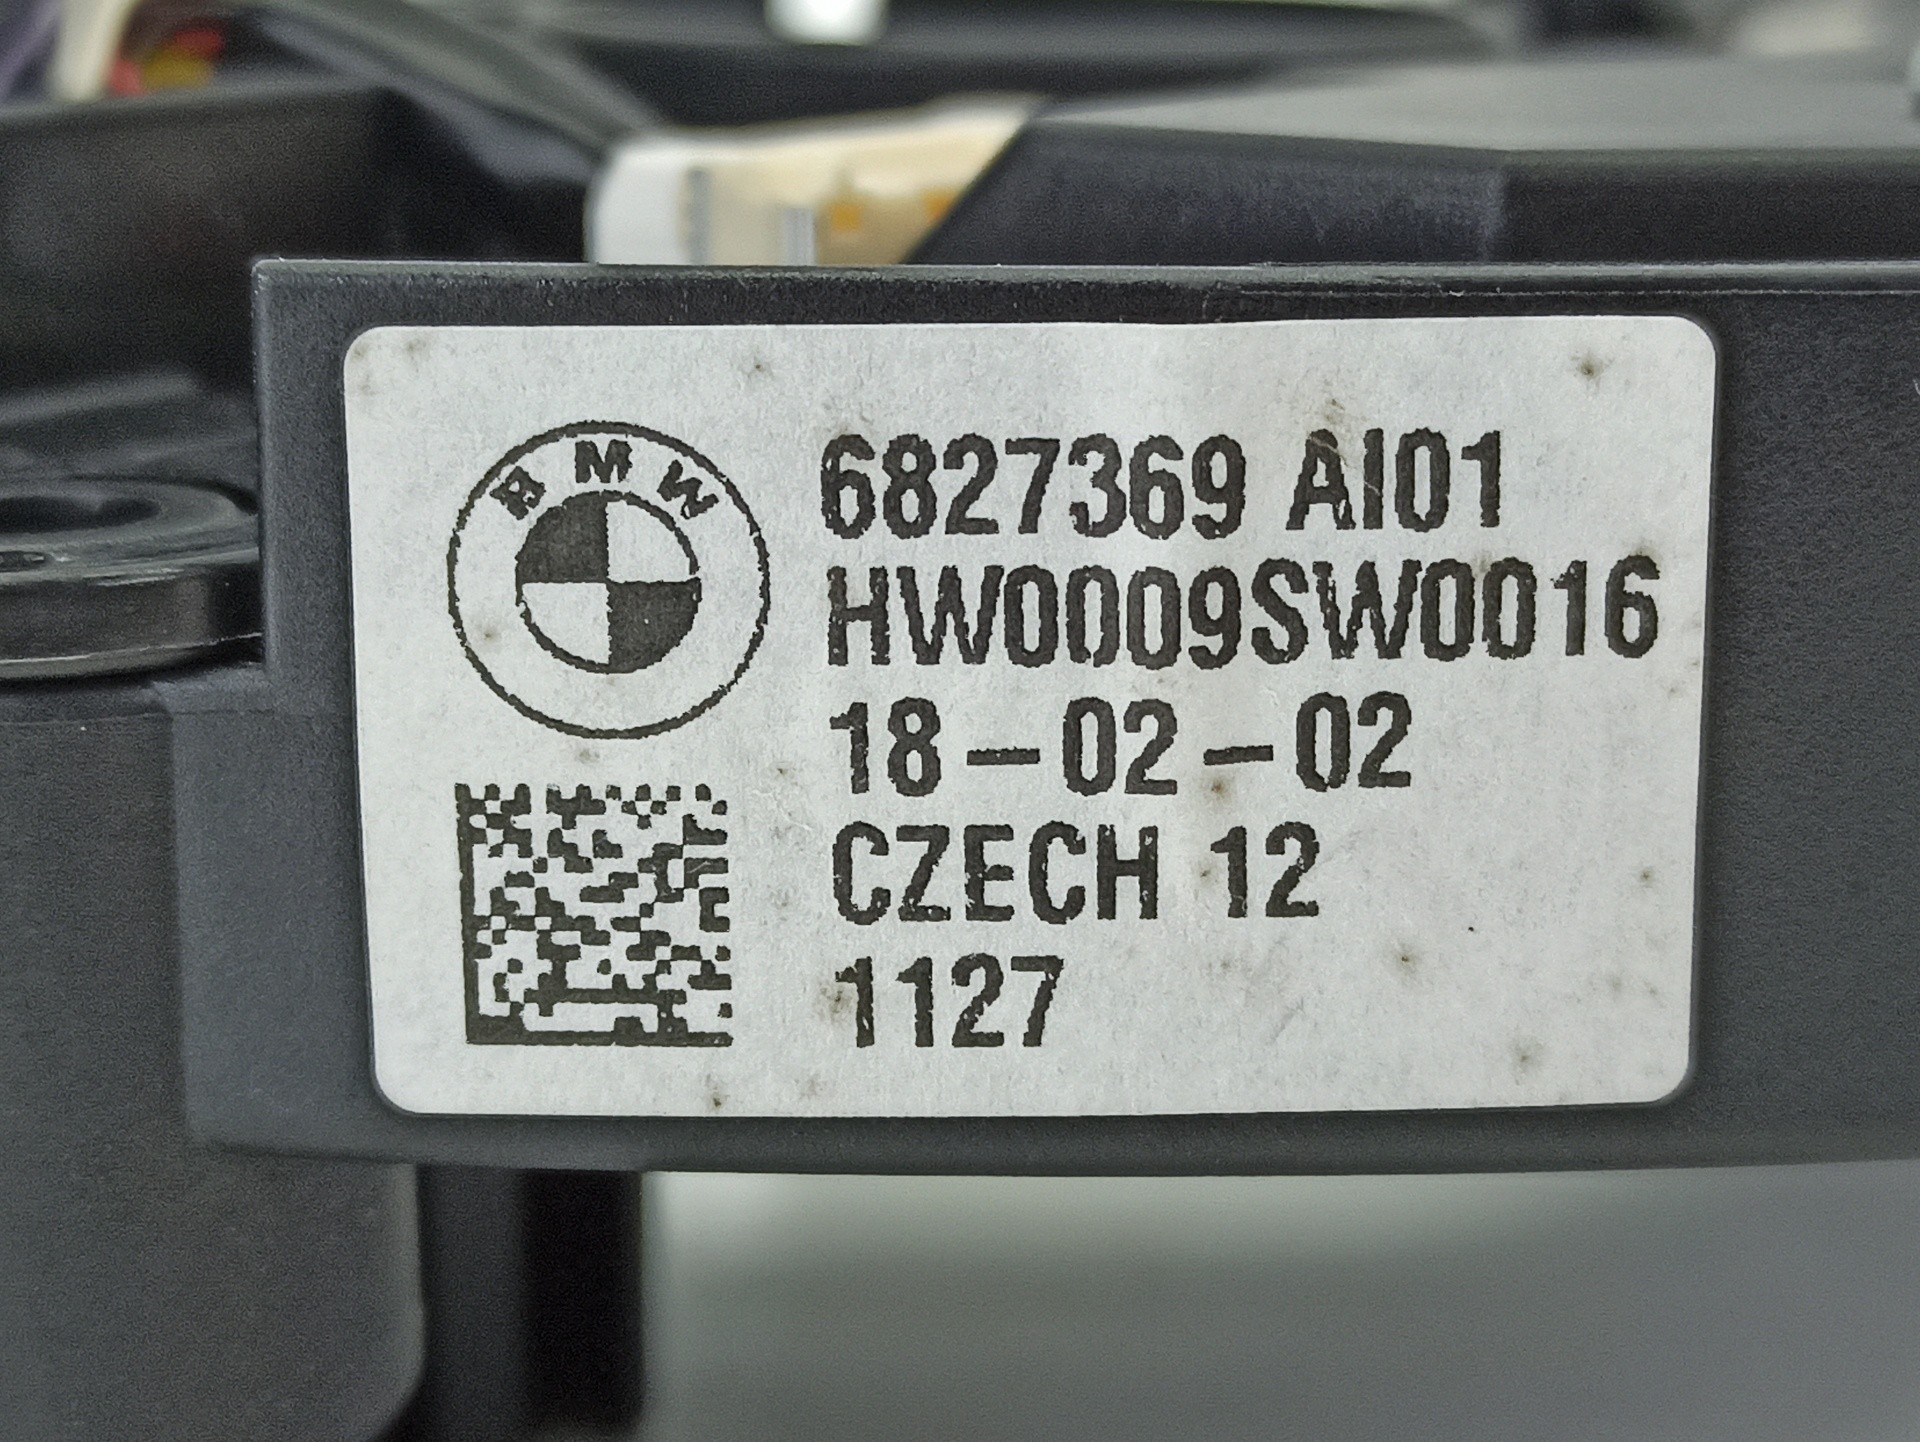 BMW
6827369 AI01
HW0009SW0016
18-02-02
CZECH 12
1127